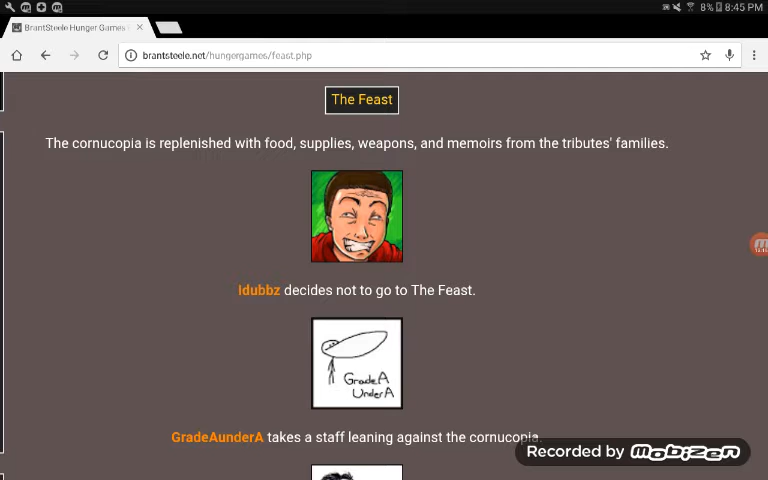 8% 8:45 PM
BrantSteele Hunger Games
brantsteele.net/hungergames/feast.php
The Feast
The cornucopia is replenished with food, supplies, weapons, and memoirs from the tributes' families.
Idubbz decides not to go to The Feast.
GradeA
UnderA
GradeAunderA takes a staff leaning against the cornucopia.
Recorded by mobizen